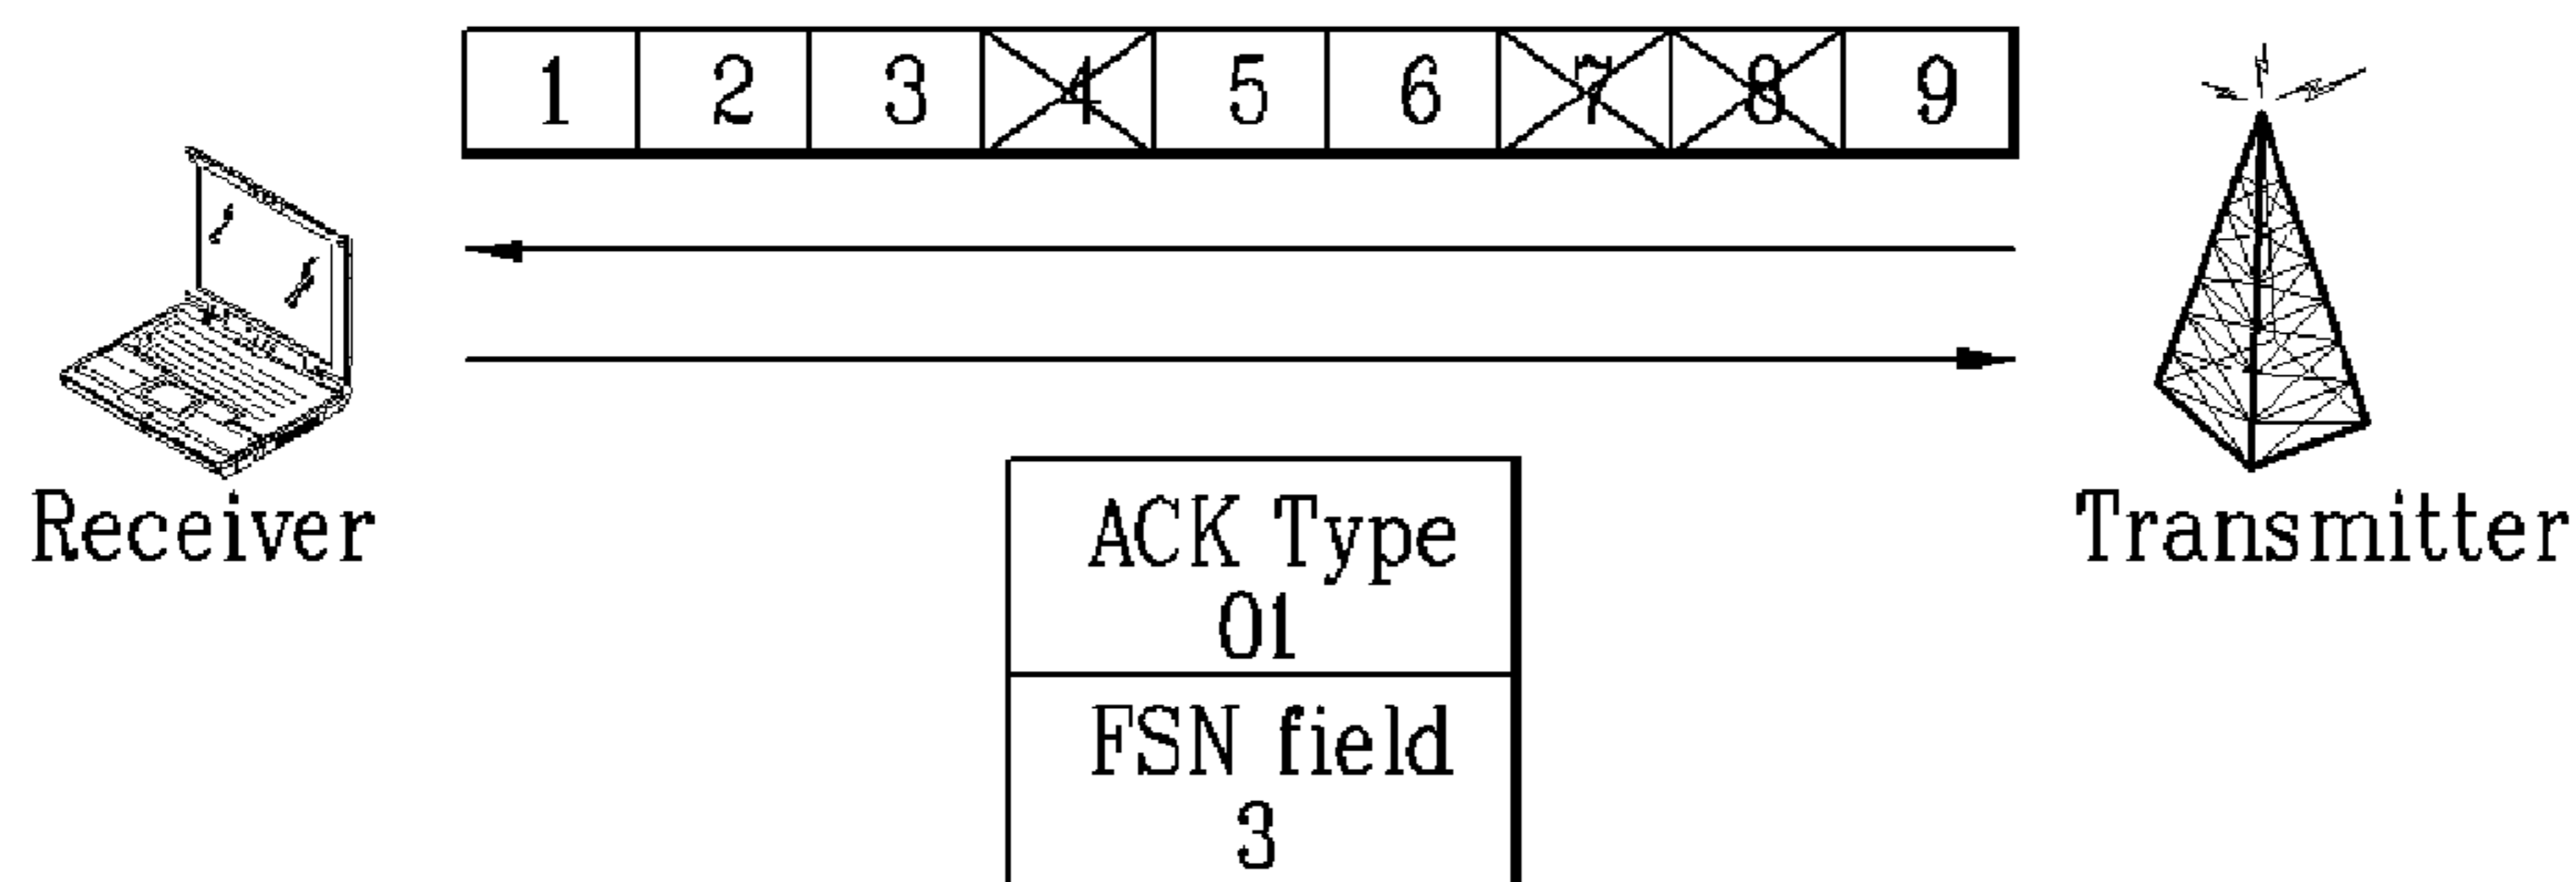 1 2 3 4 5 6 7 8 9
Receiver
Transmitter
ACK Type
01
FSN field
3